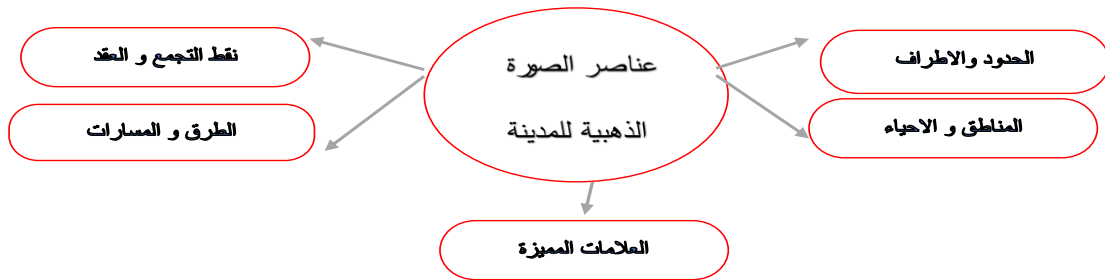 عناصر الصورة
الذهبية للمدينة
الحدود والاطراف
المناطق و الاحياء
نقط التجمع و العقد
الطرق و المسارات
العلامات المميزة